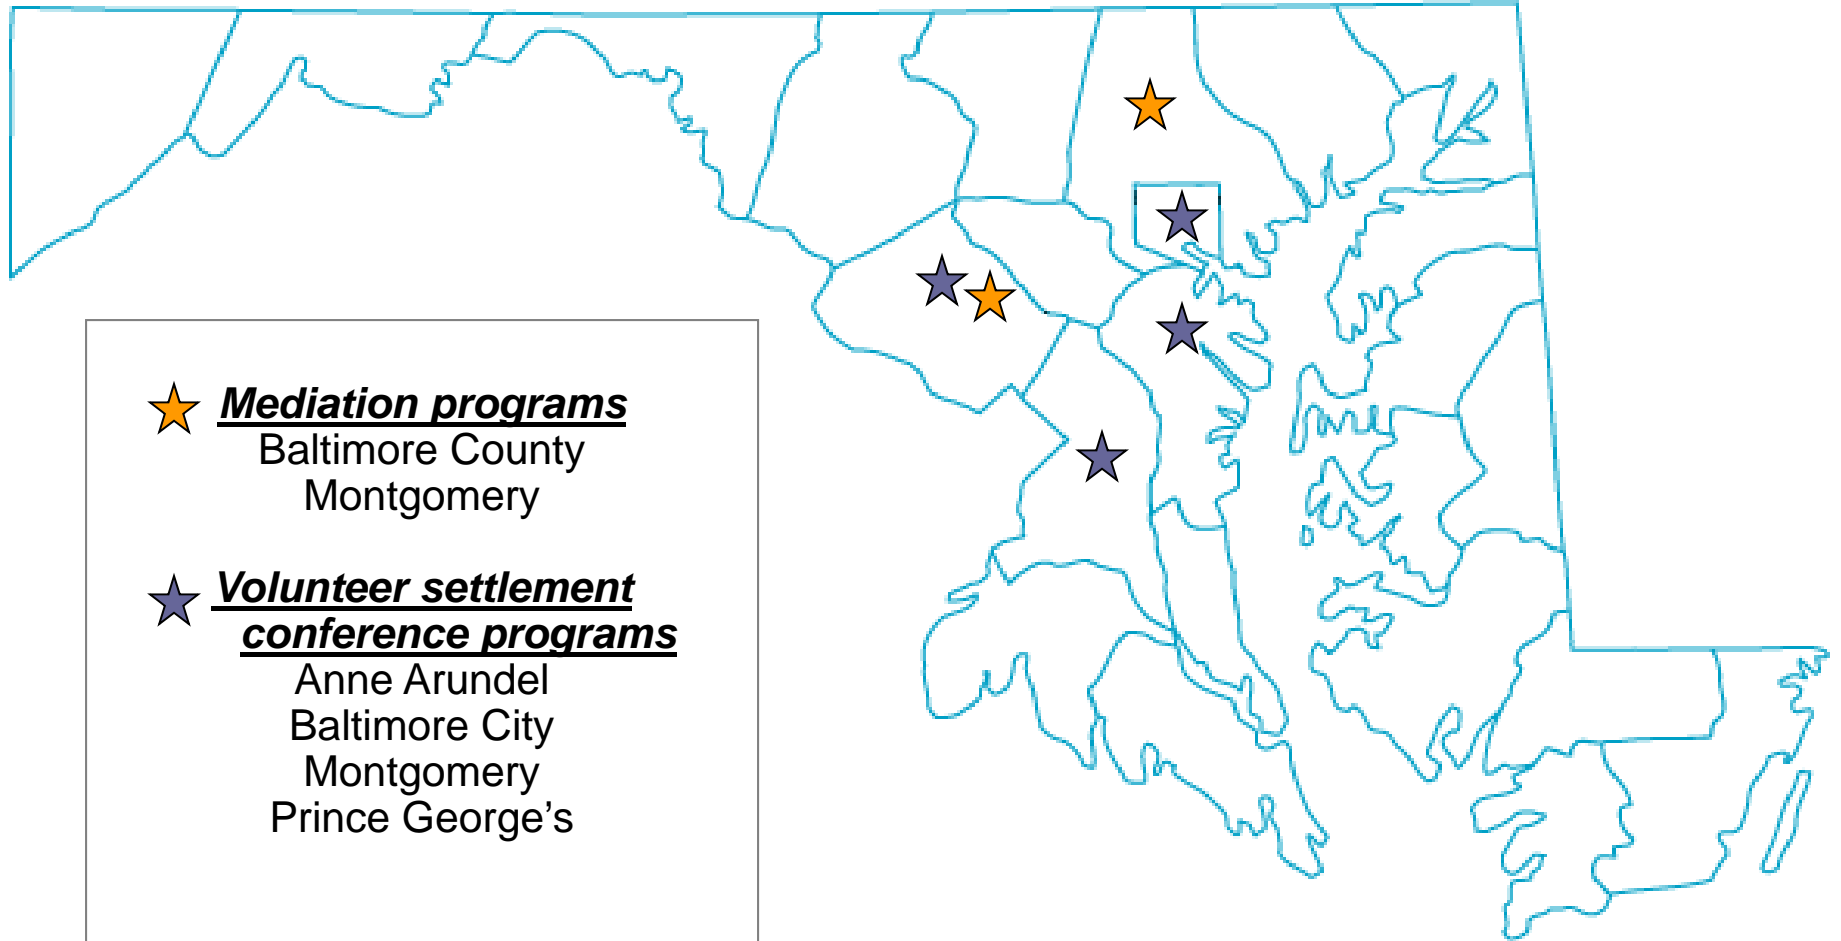 Mediation programs
Baltimore County
Montgomery
Volunteer settlement
conference programs
Anne Arundel
Baltimore City
Montgomery
Prince George’s